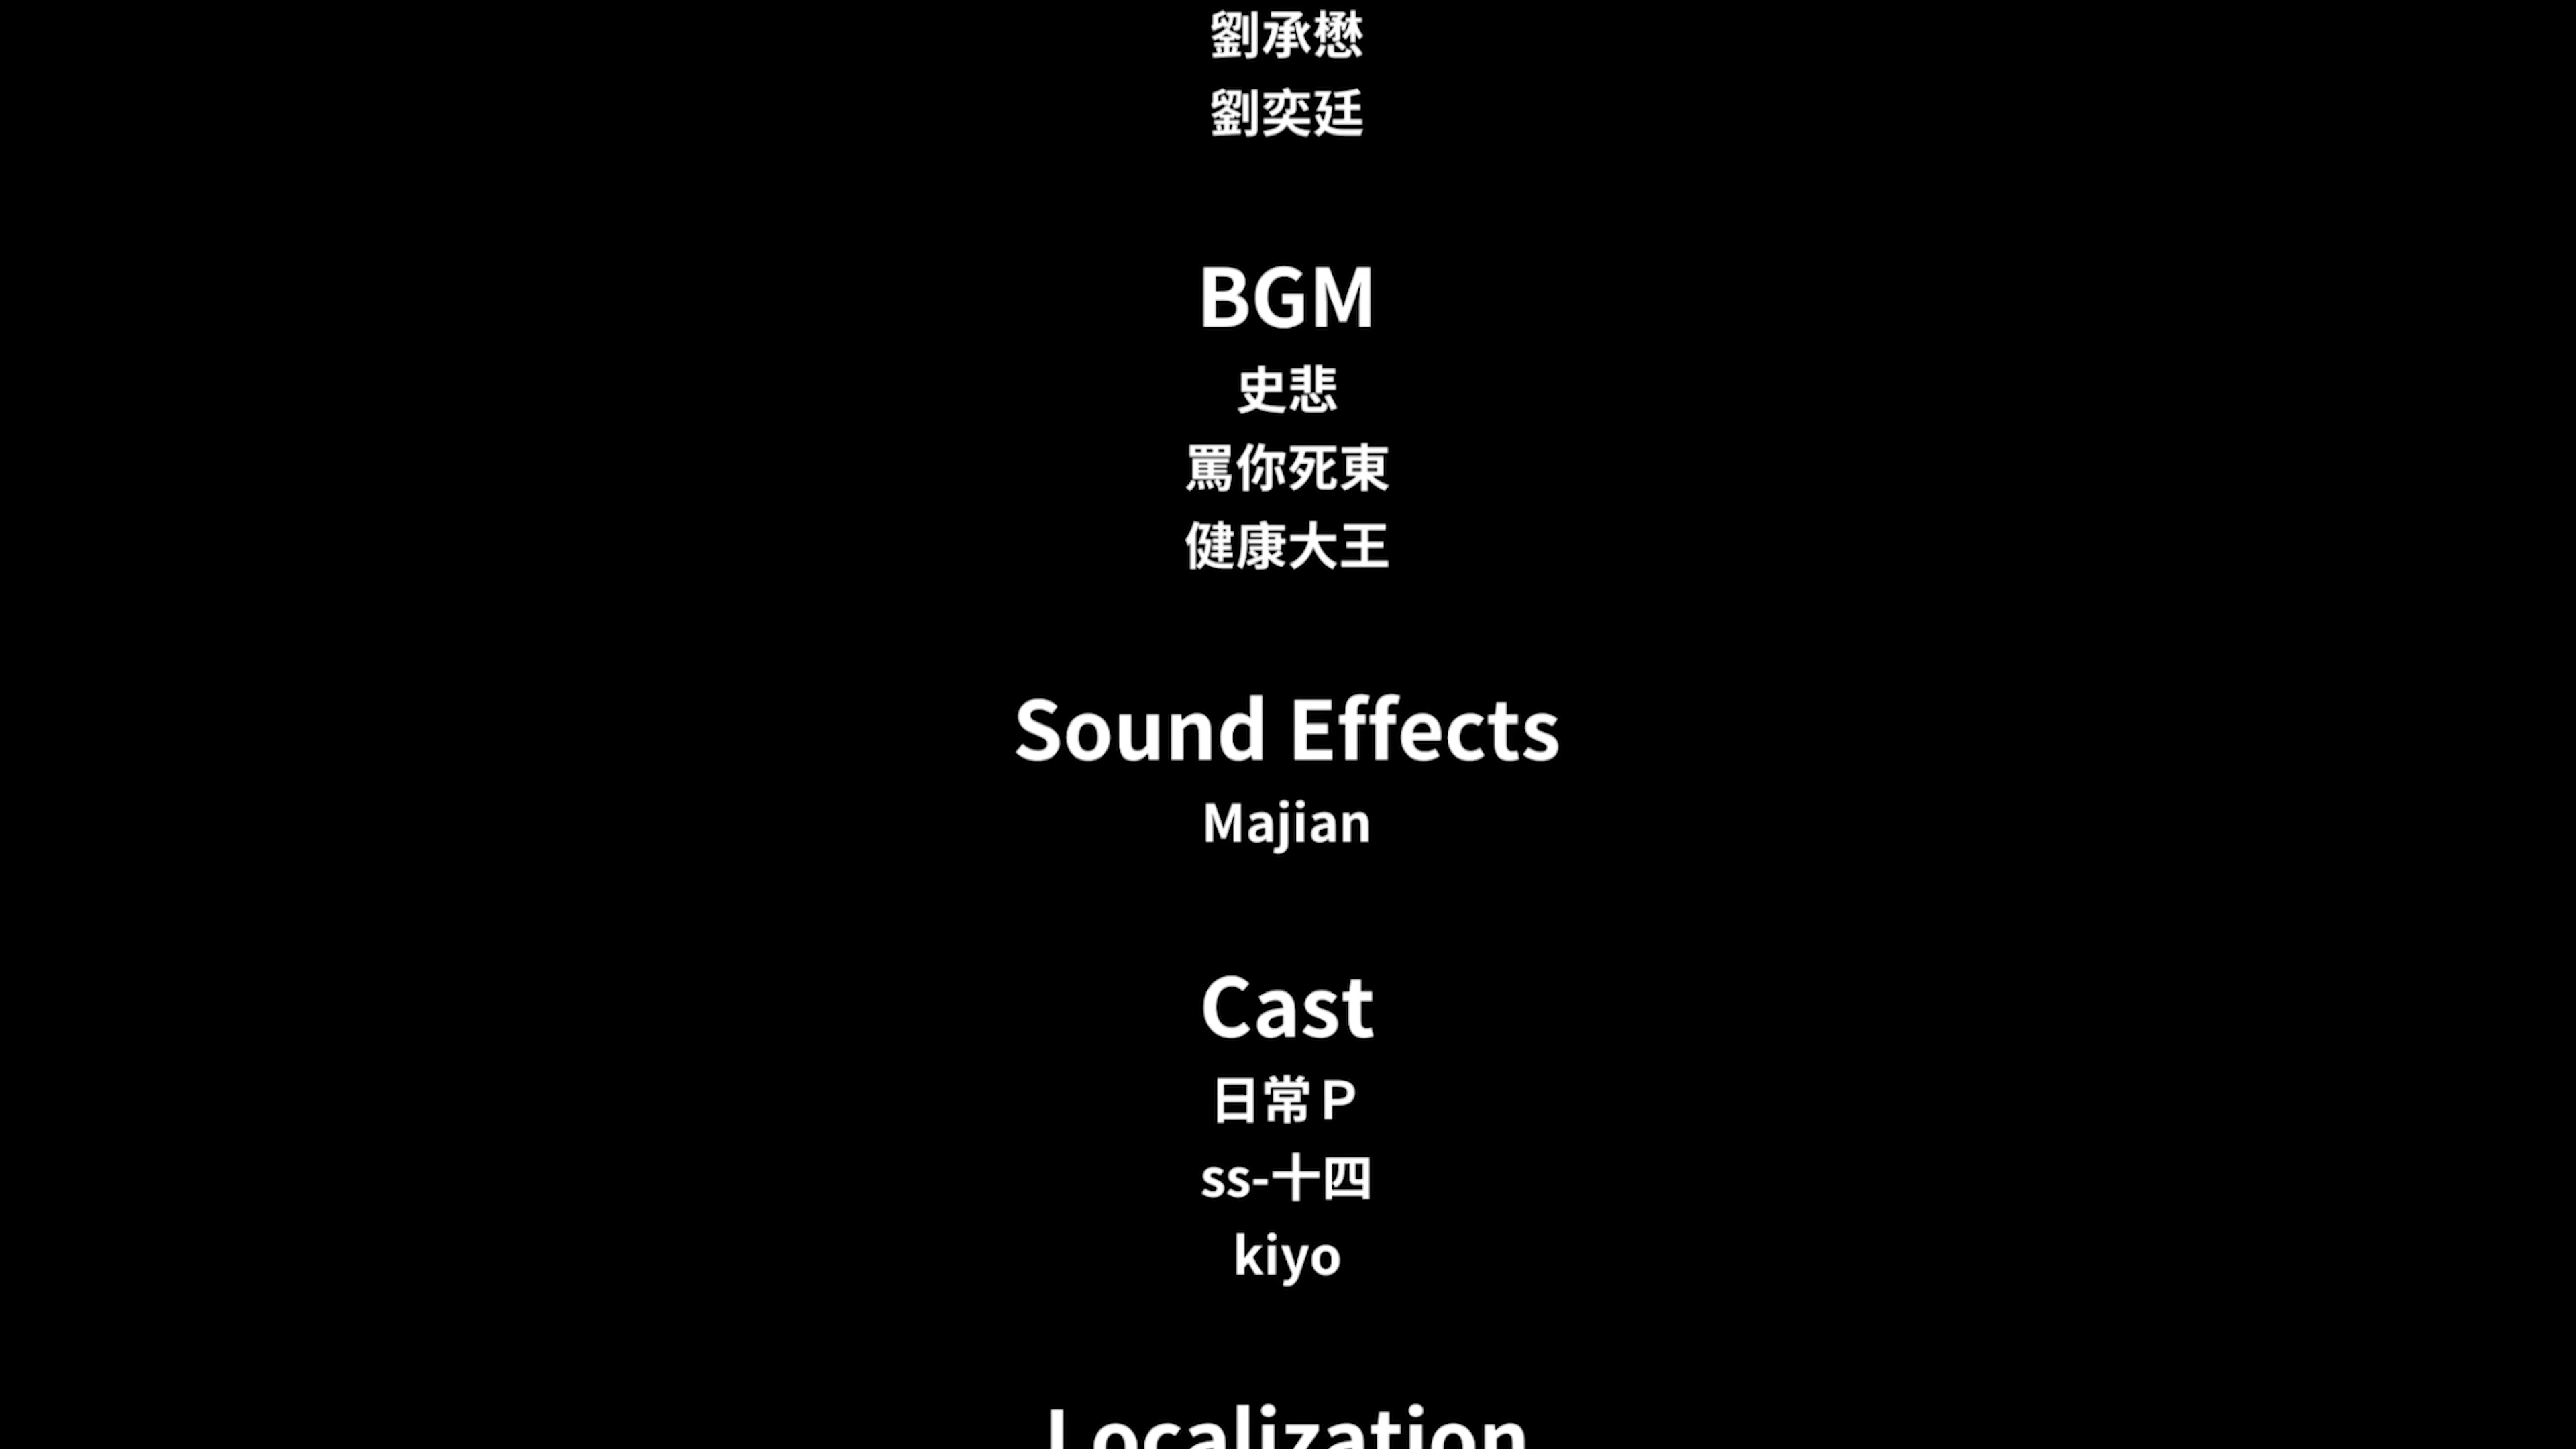 劉承懋
劉奕廷
BGM
史悲
罵你死東
健康大王
Sound Effects
Majian
Cast
日常Ｐ
ss-十四
kiyo
Localization